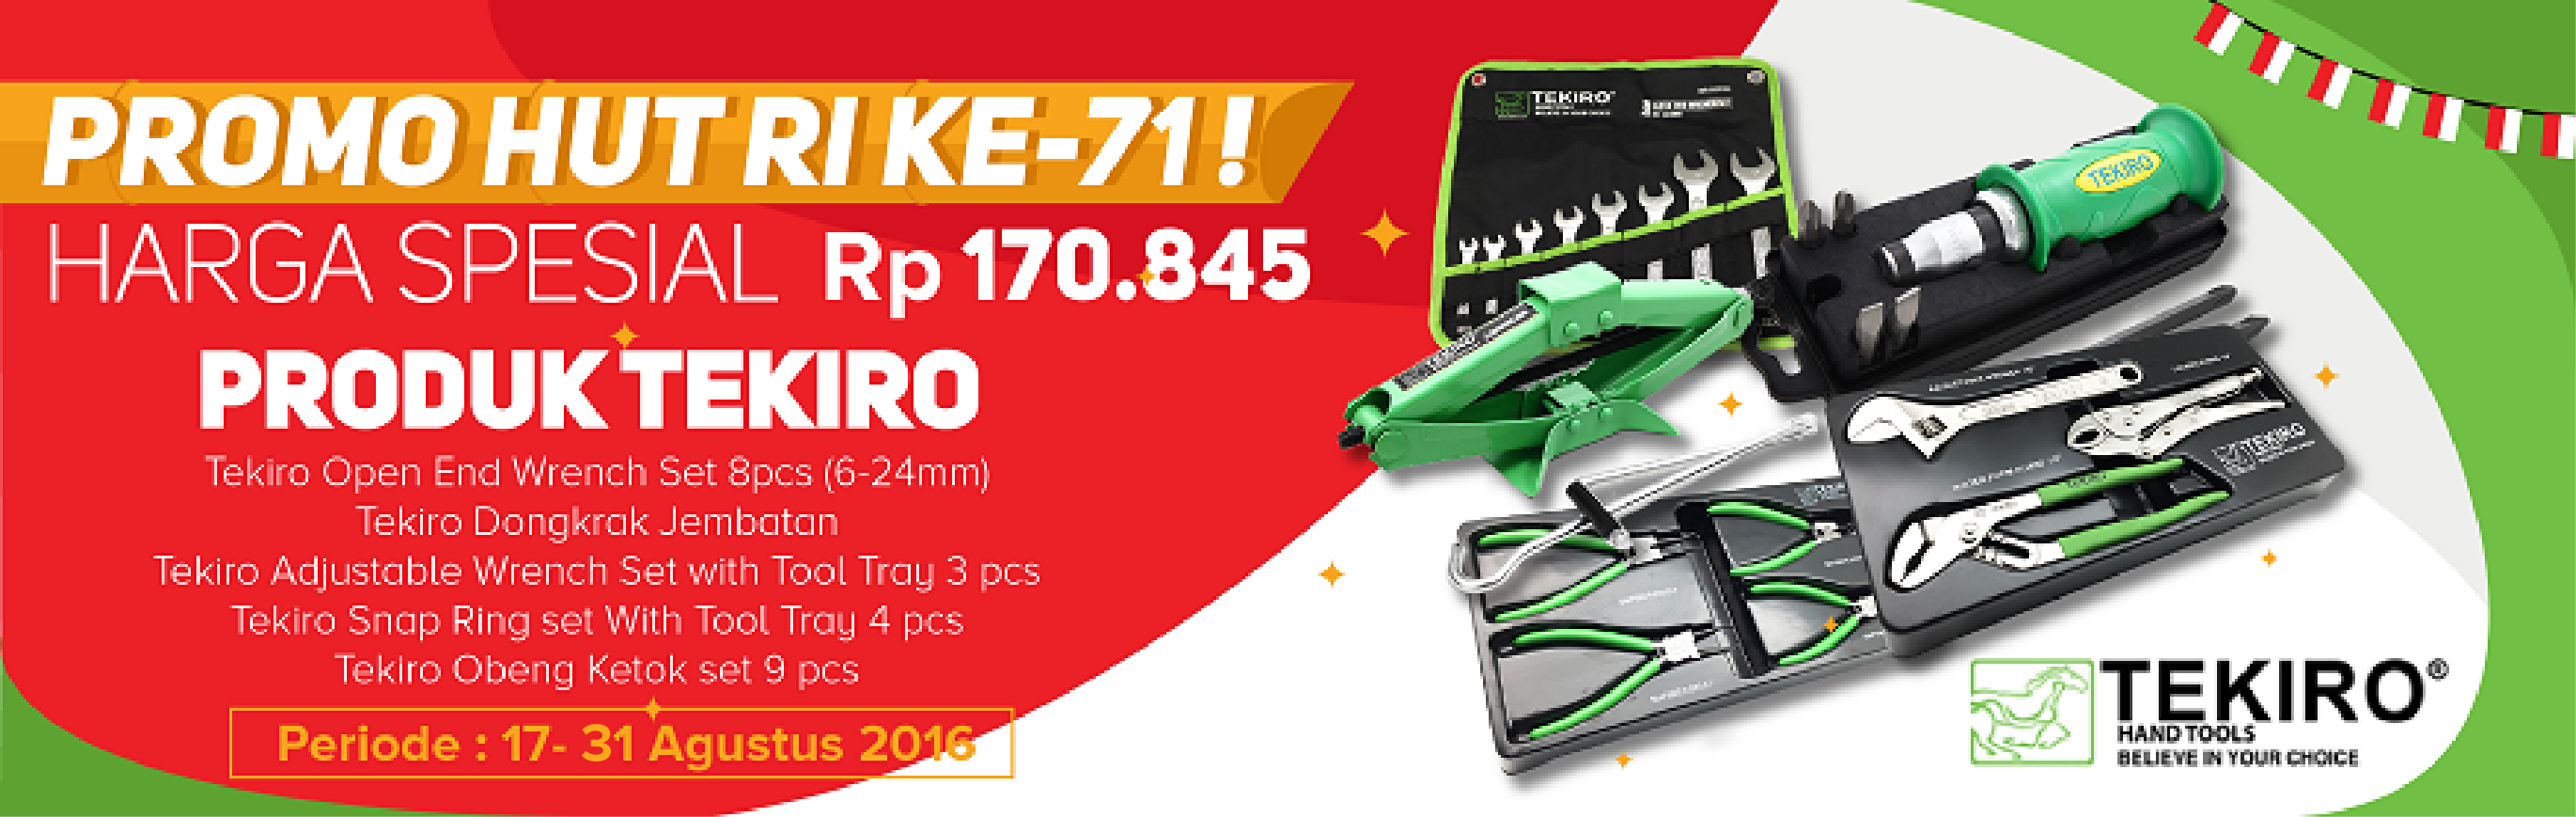 PROMO HUT RI KE-71!
HARGA SPESIAL Rp 170.845
PRODUK TEKIRO
Tekiro Open End Wrench Set 8pcs (6-24mm)
Tekiro Dongkrak Jembatan
Tekiro Adjustable Wrench Set with Tool Tray 3 pcs
Tekiro Snap Ring set With Tool Tray 4 pcs
Tekiro Obeng Ketok set 9 pcs
Periode : 17- 31 Agustus 2016
TEKIRO
TEKIRO
TEKIRO
TEKIRO®
HAND TOOLS
BELIEVE IN YOUR CHOICE